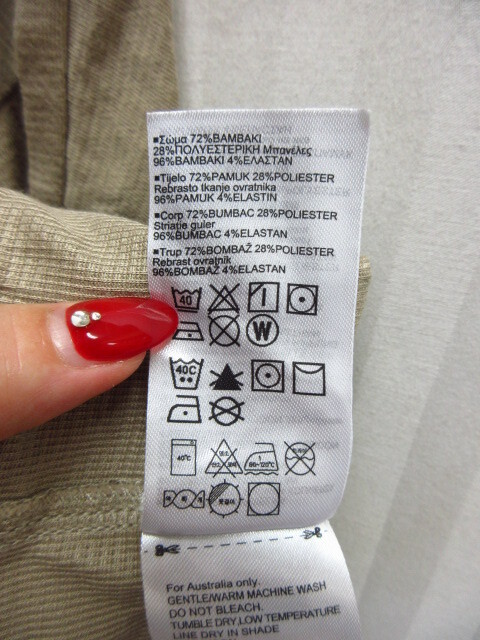 ■Σώμα 72%ΒΑΜΒΑΚΙ
28%ΠΟΛΥΕΣΤΕΡΙΚΗ Μπανέλες
96%ΒΑΜΒΑΚΙ 4%ΕΛΑΣΤΑΝ
■Tijelo 72%PAMUK 28%POLIESTER
Rebrasto tkanje ovratnika
96%PAMUK 4%ELASTIN
■Corp 72%BUMBAC 28%POLIESTER
Striație guler
96%BUMBAC 4%ELASTAN
■Trup 72%BOMBAŽ 28%POLIESTER
Rebrast ovratnik
96%BOMBAŽ 4%ELASTAN
40
W
40C
40℃
80~120℃
For Australia only.
GENTLE/WARM MACHINE WASH
DO NOT BLEACH.
TUMBLE DRY,LOW TEMPERATURE
LINE DRY IN SHADE